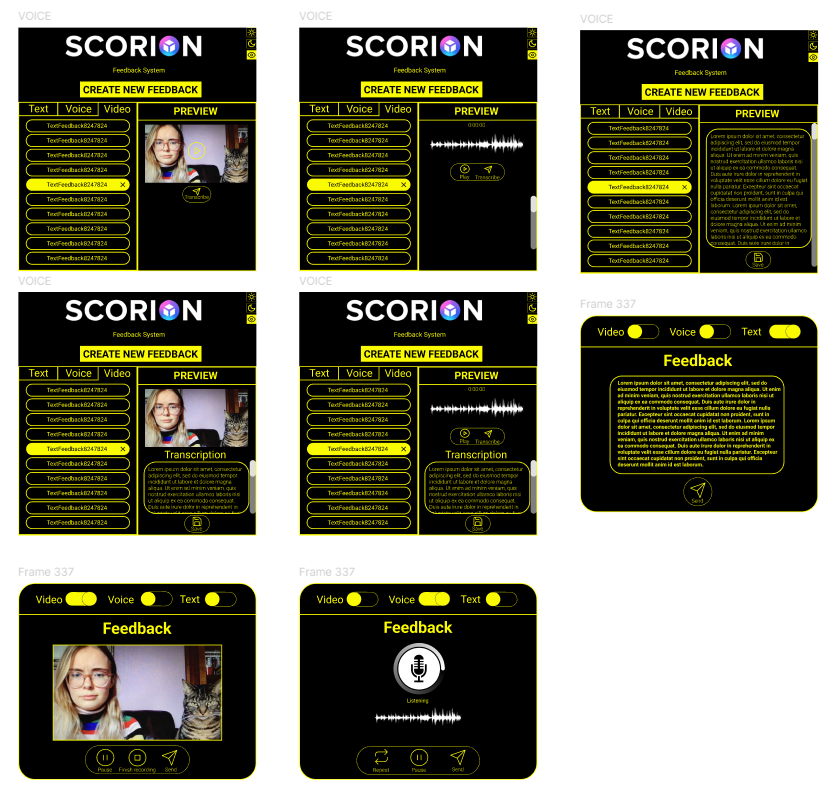 VOICE
SCORION
Feedback System
CREATE NEW FEEDBACK
Text Voice Video
TextFeedback8247824
TextFeedback8247824
TextFeedback8247824
TextFeedback8247824
TextFeedback8247824
TextFeedback8247824
TextFeedback8247824
TextFeedback8247824
TextFeedback8247824
TextFeedback8247824
PREVIEW
Transcribe
VOICE
SCORION
Feedback System
CREATE NEW FEEDBACK
Text Voice Video
TextFeedback8247824
TextFeedback8247824
TextFeedback8247824
TextFeedback8247824
TextFeedback8247824
TextFeedback8247824
TextFeedback8247824
TextFeedback8247824
TextFeedback8247824
TextFeedback8247824
PREVIEW
0:00:00
Play Transcribe
VOICE
SCORION
Feedback System
CREATE NEW FEEDBACK
Text Voice Video
TextFeedback8247824
TextFeedback8247824
TextFeedback8247824
TextFeedback8247824
TextFeedback8247824
TextFeedback8247824
TextFeedback8247824
TextFeedback8247824
TextFeedback8247824
TextFeedback8247824
PREVIEW
Lorem ipsum dolor sit amet, consectetur
adipiscing elit, sed do eiusmod tempor
incididunt ut labore et dolore magna
aliqua. Ut enim ad minim veniam, quis
nostrud exercitation ullamco laboris nisi
ut aliquip ex ea commodo consequat.
Duis aute irure dolor in reprehenderit in
voluptate velit esse cillum dolore eu fugiat
nulla pariatur. Excepteur sint occaecat
cupidatat non proident, sunt in culpa qui
officia deserunt mollit anim id est
laborum. Lorem ipsum dolor sit amet,
consectetur adipiscing elit, sed do
eiusmod tempor incididunt ut labore et
dolore magna aliqua. Ut enim ad minim
veniam, quis nostrud exercitation ullamco
laboris nisi ut aliquip ex ea commodo
consequat. Duis aute irure dolor in
Save
VOICE
SCORION
Feedback System
CREATE NEW FEEDBACK
Text Voice Video
TextFeedback8247824
TextFeedback8247824
TextFeedback8247824
TextFeedback8247824
TextFeedback8247824
TextFeedback8247824
TextFeedback8247824
TextFeedback8247824
TextFeedback8247824
TextFeedback8247824
PREVIEW
Transcription
Lorem ipsum dolor sit amet, consectetur
adipiscing elit, sed do eiusmod tempor
incididunt ut labore et dolore magna
aliqua. Ut enim ad minim veniam, quis
nostrud exercitation ullamco laboris nisi
ut aliquip ex ea commodo consequat.
Duis aute irure dolor in reprehenderit in
Save
VOICE
SCORION
Feedback System
CREATE NEW FEEDBACK
Text Voice Video
TextFeedback8247824
TextFeedback8247824
TextFeedback8247824
TextFeedback8247824
TextFeedback8247824
TextFeedback8247824
TextFeedback8247824
TextFeedback8247824
TextFeedback8247824
TextFeedback8247824
PREVIEW
0:00:00
Play Transcribe
Transcription
Lorem ipsum dolor sit amet, consectetur
adipiscing elit, sed do eiusmod tempor
incididunt ut labore et dolore magna
aliqua. Ut enim ad minim veniam, quis
nostrud exercitation ullamco laboris nisi
ut aliquip ex ea commodo consequat.
Duis aute irure dolor in reprehenderit in
Save
Frame 337
Video Voice Text
Feedback
Lorem ipsum dolor sit amet, consectetur adipiscing elit, sed do
eiusmod tempor incididunt ut labore et dolore magna aliqua. Ut enim
ad minim veniam, quis nostrud exercitation ullamco laboris nisi ut
aliquip ex ea commodo consequat. Duis aute irure dolor in
reprehenderit in voluptate velit esse cillum dolore eu fugiat nulla
pariatur. Excepteur sint occaecat cupidatat non proident, sunt in
culpa qui officia deserunt mollit anim id est laborum. Lorem ipsum
dolor sit amet, consectetur adipiscing elit, sed do eiusmod tempor
incididunt ut labore et dolore magna aliqua. Ut enim ad minim
veniam, quis nostrud exercitation ullamco laboris nisi ut aliquip ex ea
commodo consequat. Duis aute irure dolor in reprehenderit in
voluptate velit esse cillum dolore eu fugiat nulla pariatur. Excepteur
sint occaecat cupidatat non proident, sunt in culpa qui officia
deserunt mollit anim id est laborum.
Send
Frame 337
Video Voice Text
Feedback
Pause Finish recording Send
Frame 337
Video Voice Text
Feedback
Listening
Repeat Pause Send